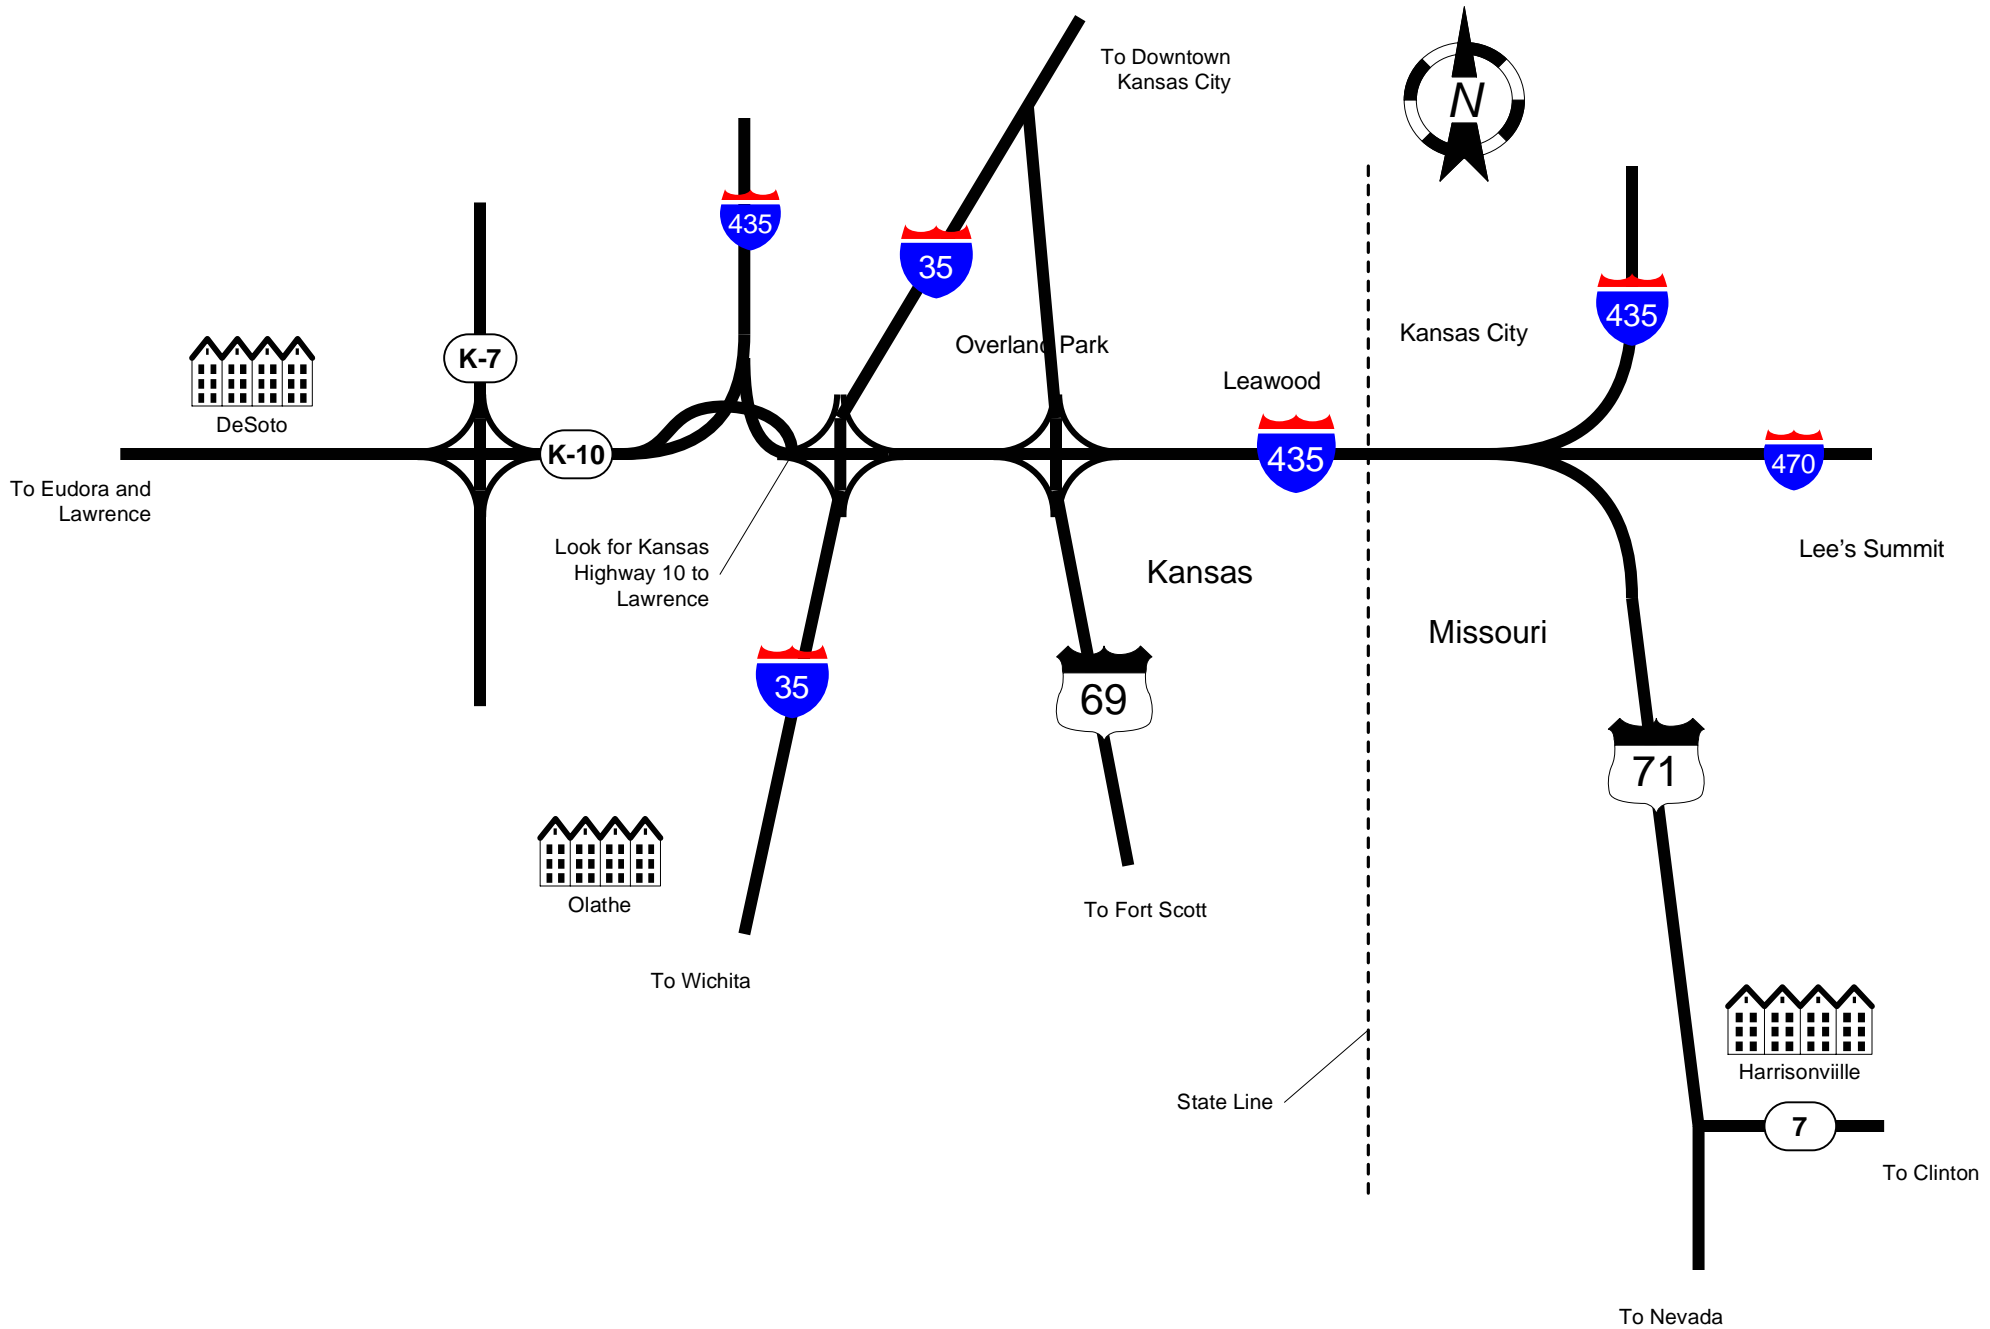 To Downtown
Kansas City
N
435
35
435
Kansas City
Overland Park
K-7
Leawood
DeSoto
K-10
435
470
To Eudora and
Lawrence
Look for Kansas
Highway 10 to
Lawrence
Lee's Summit
Kansas
Missouri
35
69
71
Olathe
To Fort Scott
To Wichita
Harrisonviille
State Line
7
To Clinton
To Nevada